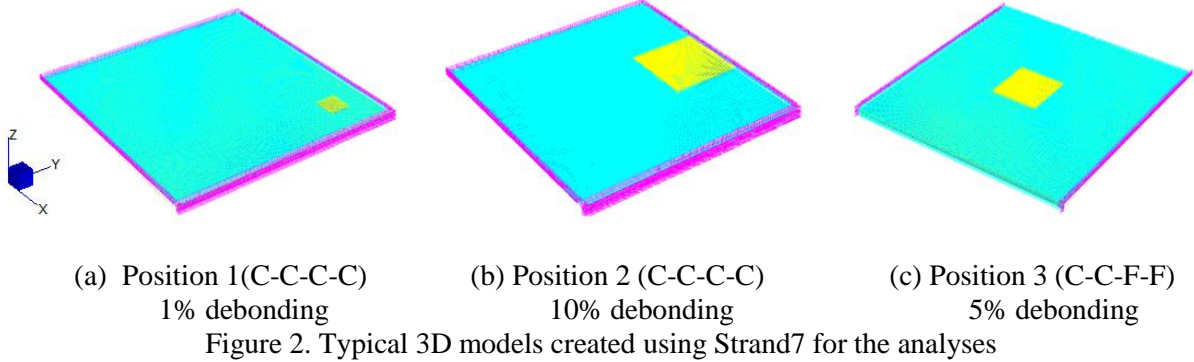 Z
Y
X
(a) Position 1(C-C-C-C)
1% debonding
(b) Position 2 (C-C-C-C)
10% debonding
(c) Position 3 (C-C-F-F)
5% debonding
Figure 2. Typical 3D models created using Strand7 for the analyses